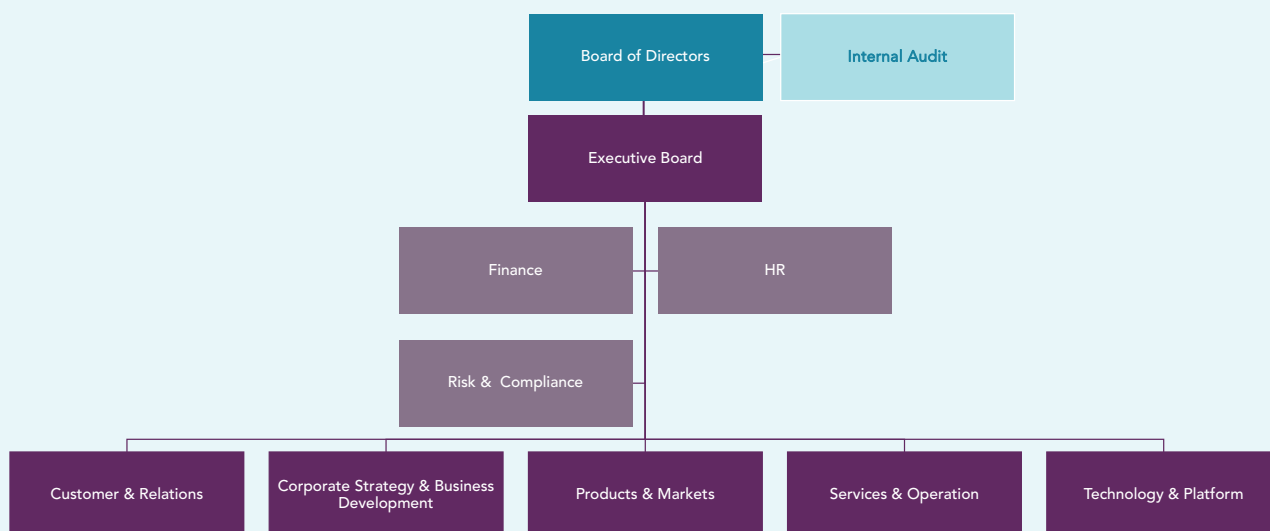 Board of Directors
Internal Audit
Executive Board
Finance
HR
Risk &  Compliance
Customer & Relations
Corporate Strategy & Business
Development
Products & Markets
Services & Operation
Technology & Platform